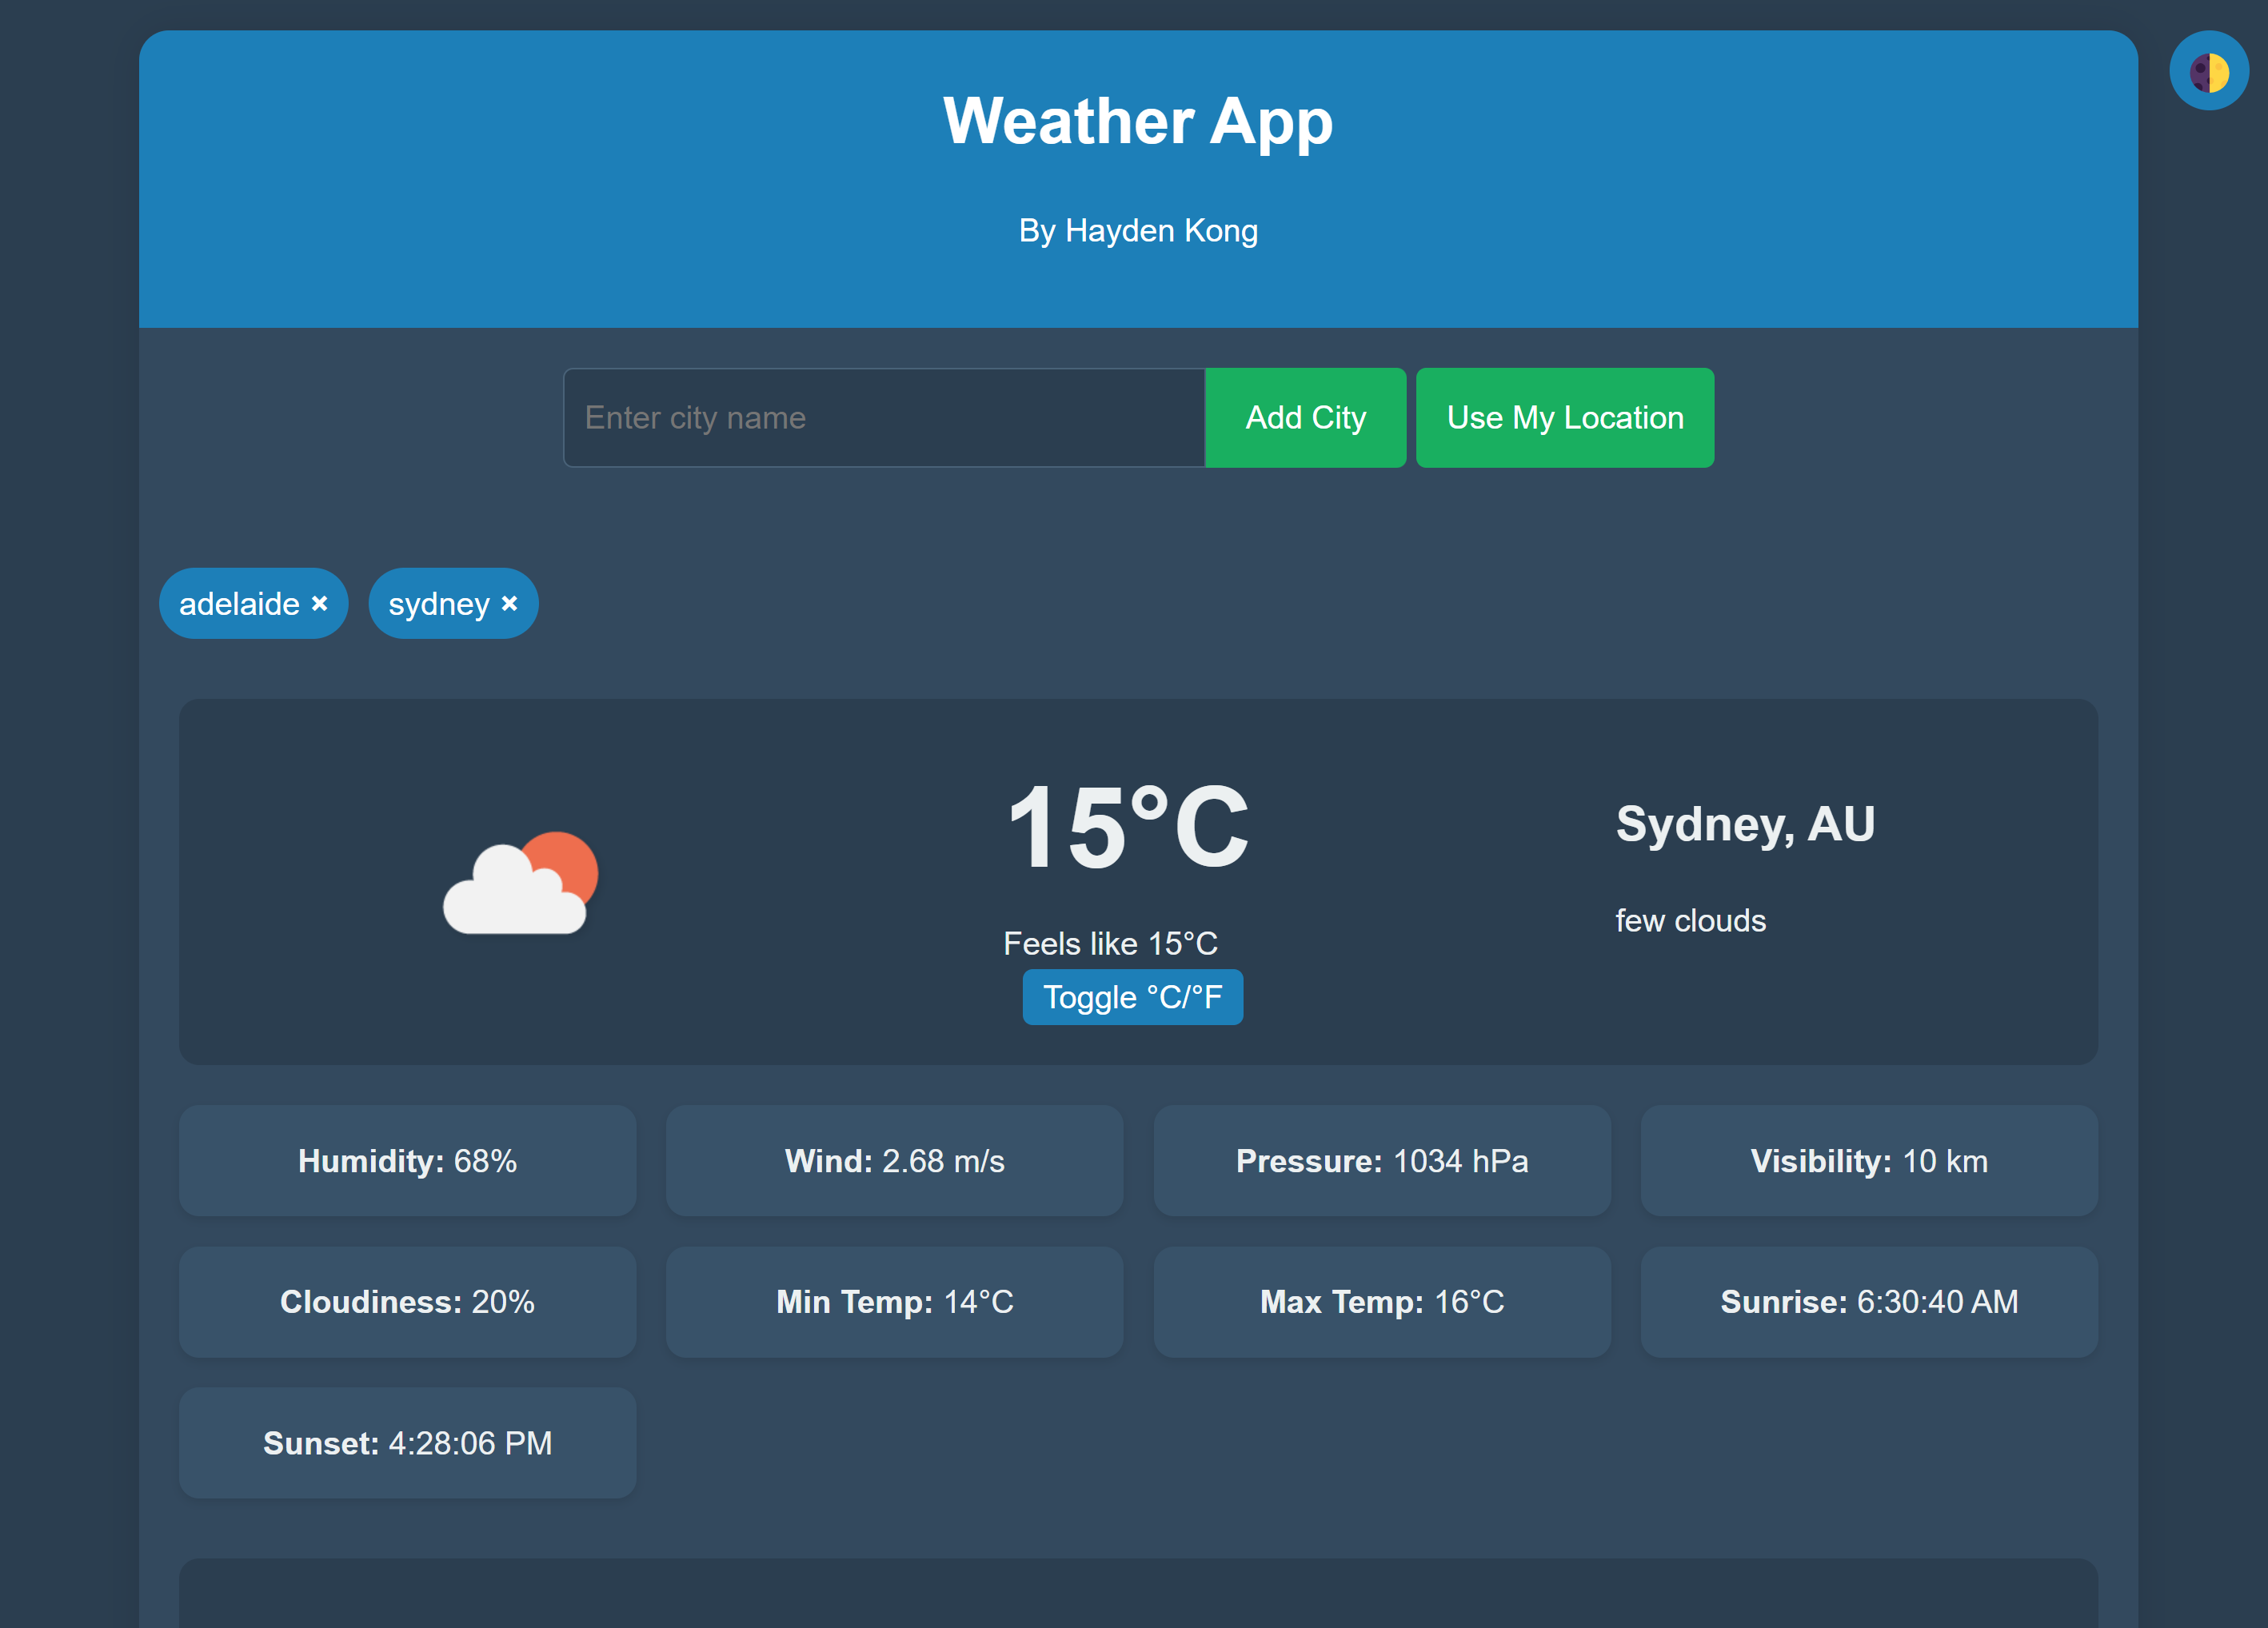 Weather App
By Hayden Kong
Enter city name
Add City
Use My Location
adelaide ×
sydney ×
15°C
Feels like 15°C
Toggle °C/°F
Sydney, AU
few clouds
Humidity: 68%
Wind: 2.68 m/s
Pressure: 1034 hPa
Visibility: 10 km
Cloudiness: 20%
Min Temp: 14°C
Max Temp: 16°C
Sunrise: 6:30:40 AM
Sunset: 4:28:06 PM